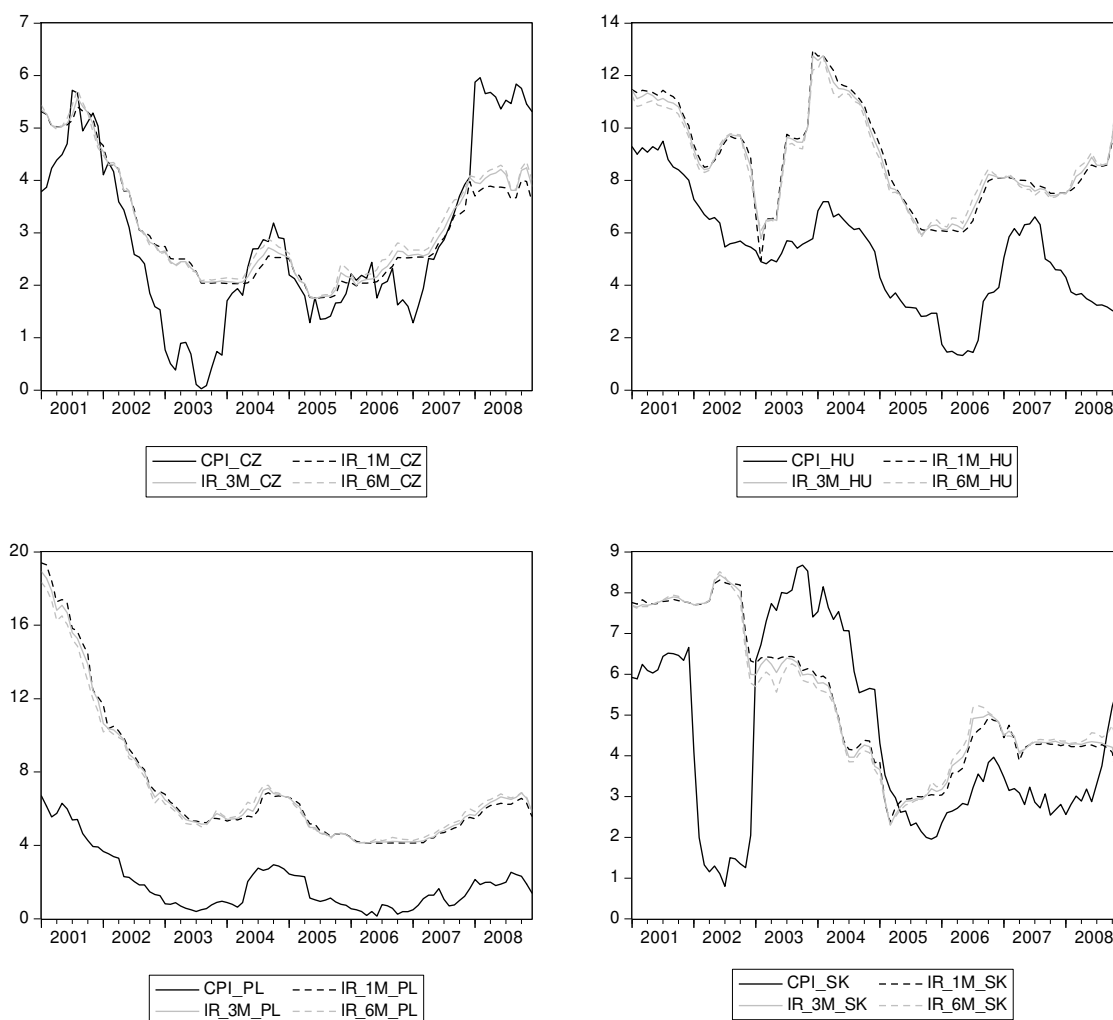 7
6
5
4
3
2
1
0
2001 2002 2003 2004 2005 2006 2007 2008
CPI_CZ IR_1M_CZ
IR_3M_CZ IR_6M_CZ
14
12
10
8
6
4
2
0
2001 2002 2003 2004 2005 2006 2007 2008
CPI_HU IR_1M_HU
IR_3M_HU IR_6M_HU
20
16
12
8
4
0
2001 2002 2003 2004 2005 2006 2007 2008
CPI_PL IR_1M_PL
IR_3M_PL IR_6M_PL
9
8
7
6
5
4
3
2
1
0
2001 2002 2003 2004 2005 2006 2007 2008
CPI_SK IR_1M_SK
IR_3M_SK IR_6M_SK